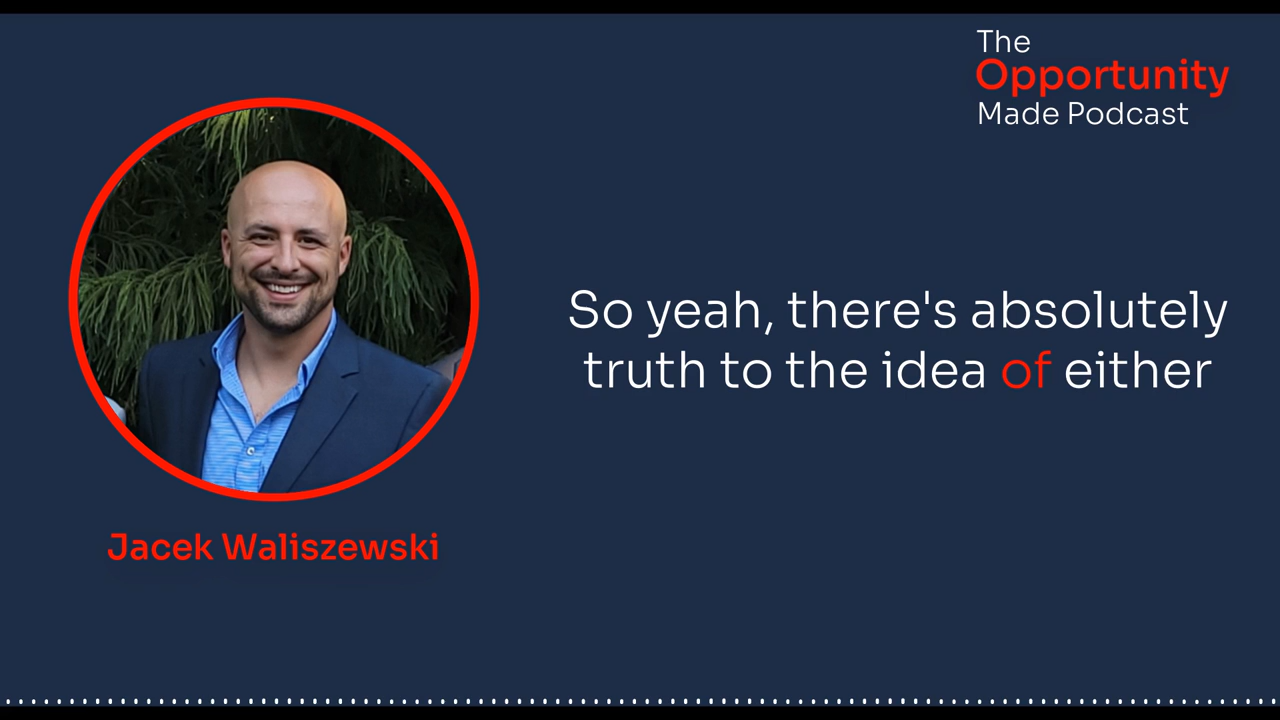 The
Opportunity
Made Podcast
So yeah, there's absolutely
truth to the idea of either
Jacek Waliszewski